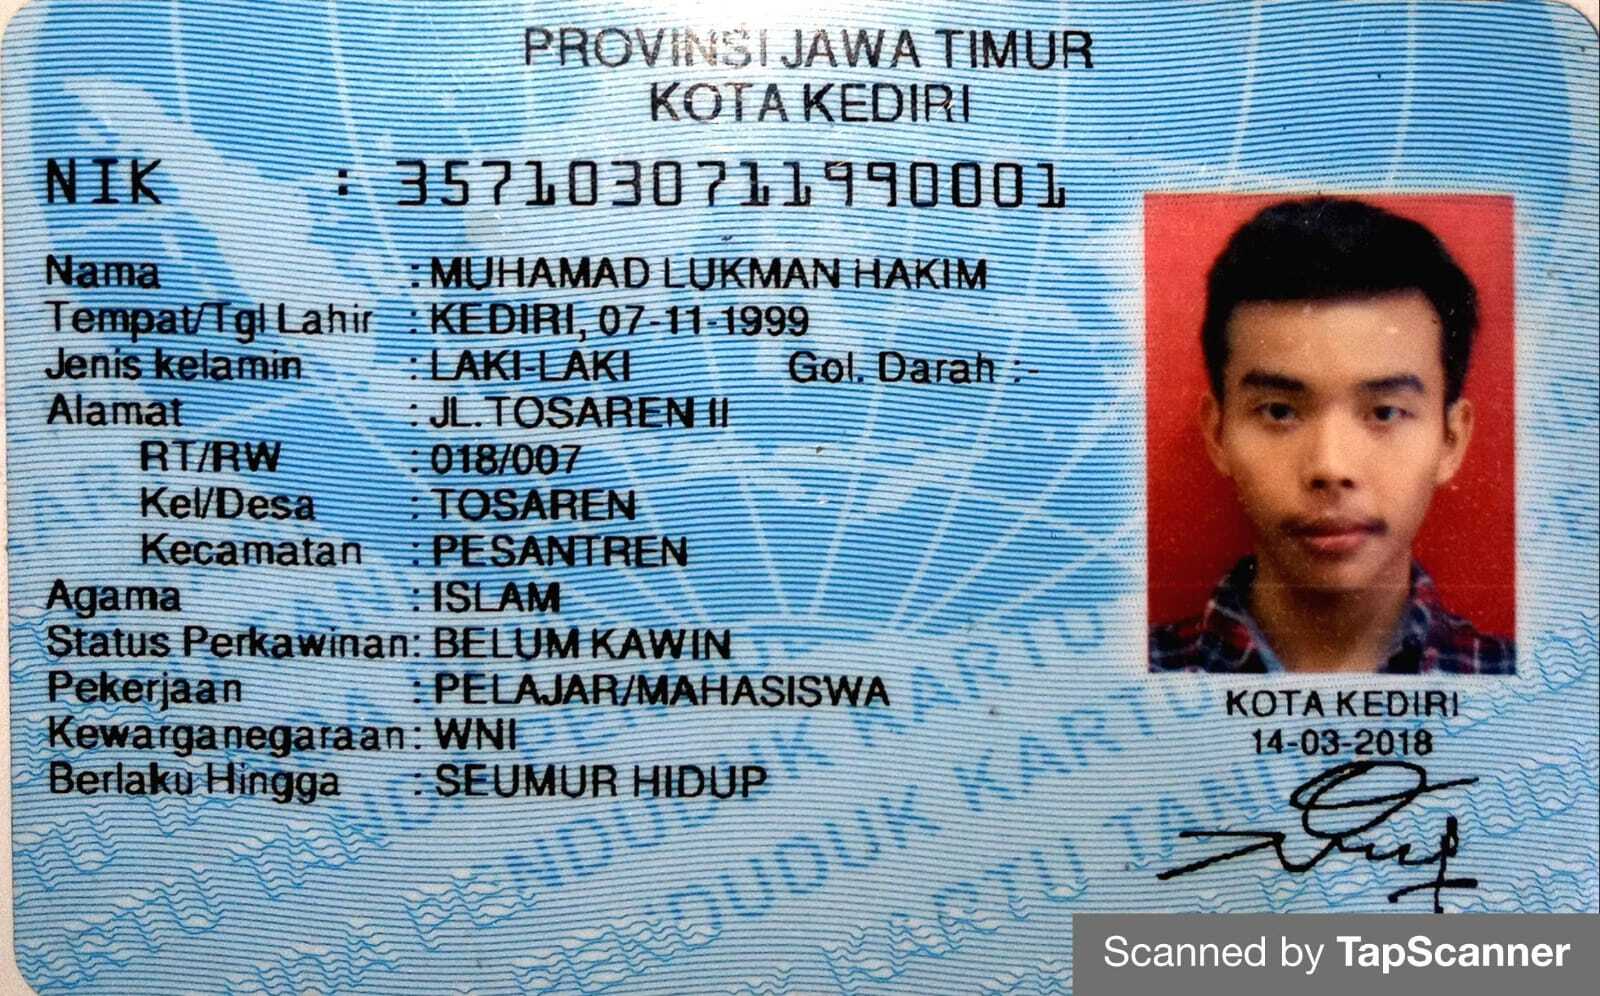 PROVINSI JAWA TIMUR
KOTA KEDIRI
NIK : 3571030711990001
Nama : MUHAMAD LUKMAN HAKIM
Tempat/Tgl Lahir : KEDIRI, 07-11-1999
Jenis kelamin : LAKI-LAKI Gol. Darah :-
Alamat : JL.TOSAREN II
RT/RW : 018/007
Kel/Desa : TOSAREN
Kecamatan : PESANTREN
Agama : ISLAM
Status Perkawinan: BELUM KAWIN
Pekerjaan : PELAJAR/MAHASISWA
Kewarganegaraan: WNI
Berlaku Hingga : SEUMUR HIDUP
KOTA KEDIRI
14-03-2018
Scanned by TapScanner